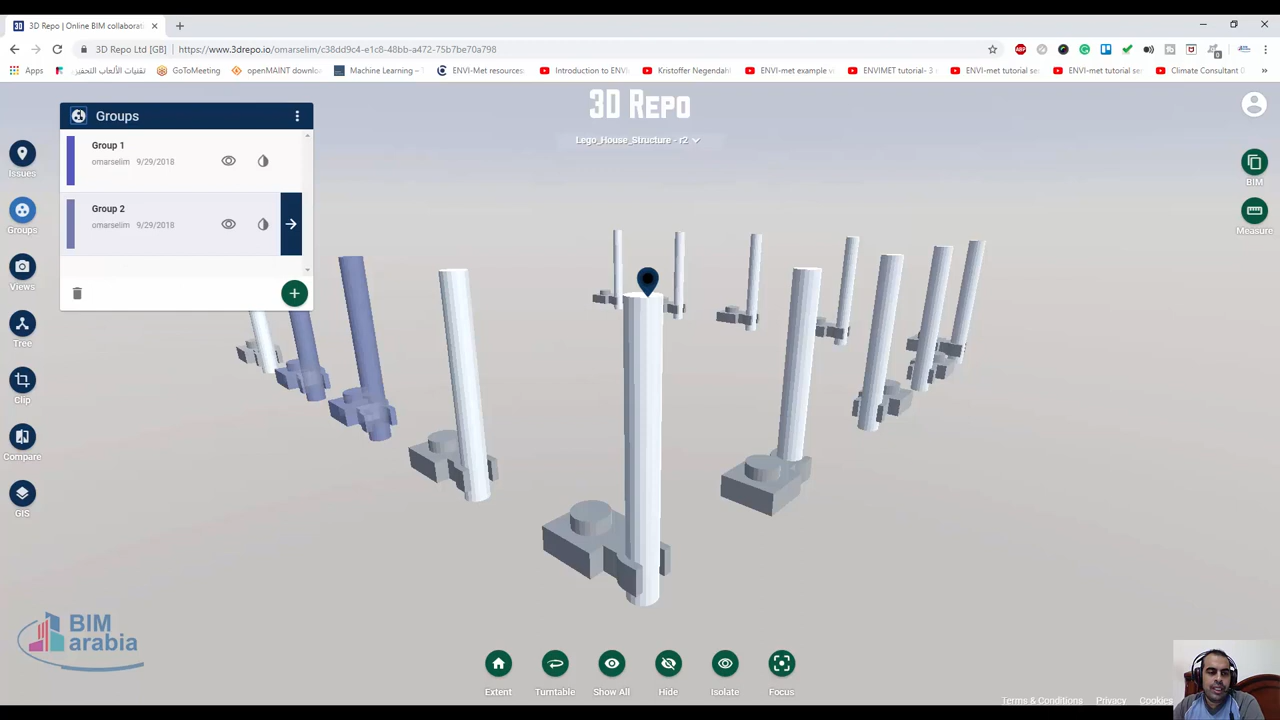 3D Repo | Online BIM collaborati
3D Repo Ltd [GB]
https://www.3drepo.io/omarselim/c38dd9c4-e1c8-48bb-a472-75b7be70a798
Apps
تقنيات الألعاب التحفيز
GoToMeeting
openMAINT downlo
Machine Learning –
ENVI-Met resources
Introduction to ENVI
Kristoffer Negendahl
ENVI-met example vi
ENVIMET tutorial- 3
ENVI-met tutorial se
ENVI-met tutorial se
Climate Consultant
3D REPO
Lego_House_Structure - r2
Groups
Group 1
omarselim 9/29/2018
Group 2
omarselim 9/29/2018
Issues
Groups
Views
Tree
Clip
Compare
GIS
BIM
Measure
BIM
arabia
Extent
Turntable
Show All
Hide
Isolate
Focus
Terms & Conditions
Privacy
Cookies